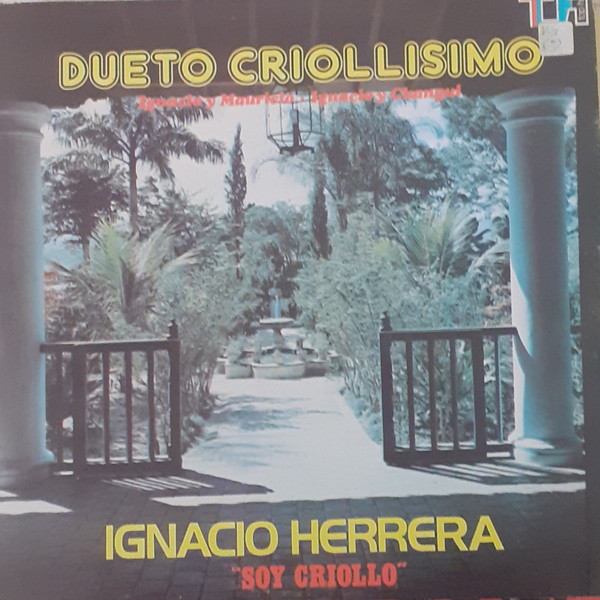 DUETO CRIOLLISIMO
Ignacio y Mauricio - Ignacio y Changui
IGNACIO HERRERA
"SOY CRIOLLO"